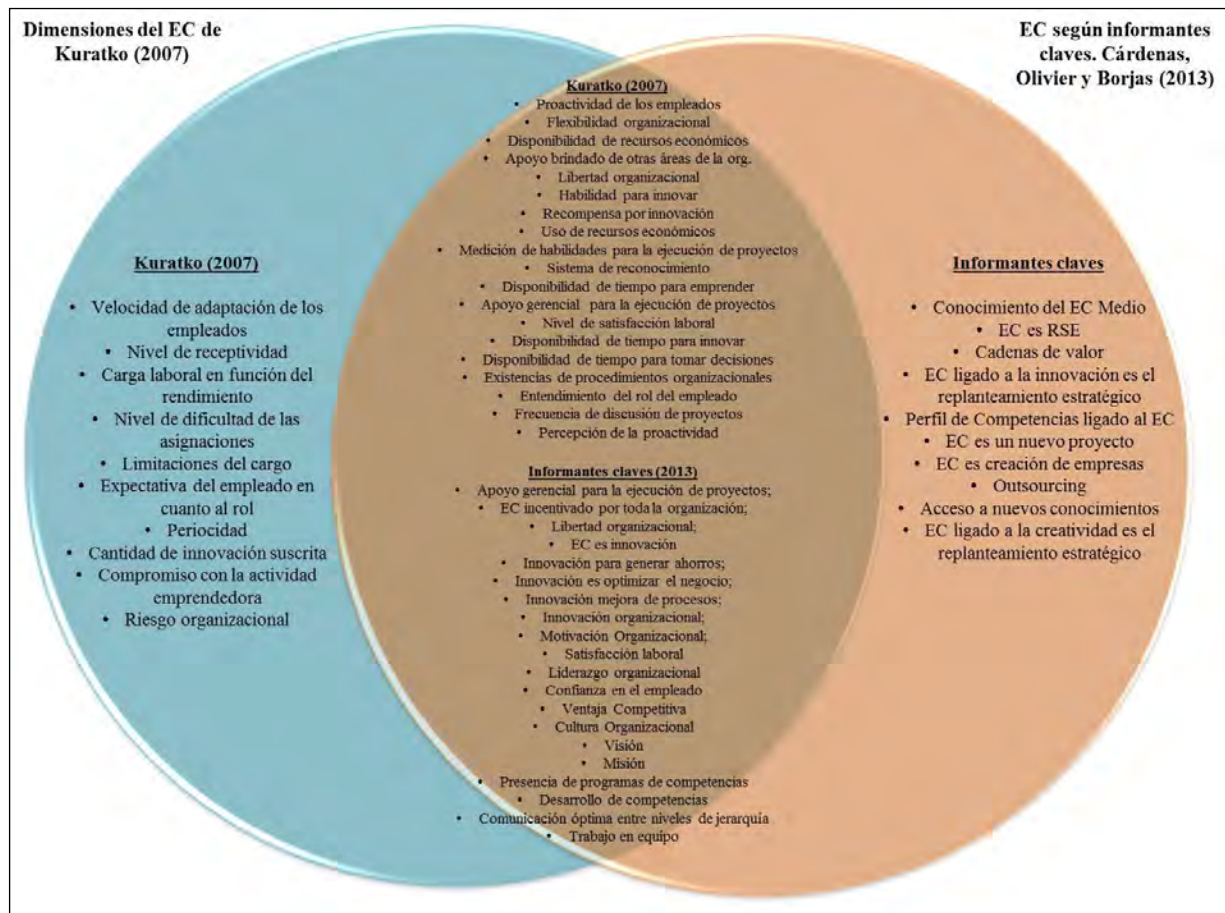 Dimensiones del EC de
Kuratko (2007)
EC según informantes
claves. Cárdenas,
Olivier y Borjas (2013)
Kuratko (2007)
• Velocidad de adaptación de los
empleados
• Nivel de receptividad
• Carga laboral en función del
rendimiento
• Nivel de dificultad de las
asignaciones
• Limitaciones del cargo
• Expectativa del empleado en
cuanto al rol
• Periocidad
• Cantidad de innovación suscrita
• Compromiso con la actividad
emprendedora
• Riesgo organizacional
Kuratko (2007)
• Proactividad de los empleados
• Flexibilidad organizacional
• Disponibilidad de recursos económicos
• Apoyo brindado de otras áreas de la org.
• Libertad organizacional
• Habilidad para innovar
• Recompensa por innovación
• Uso de recursos económicos
• Medición de habilidades para la ejecución de proyectos
• Sistema de reconocimiento
• Disponibilidad de tiempo para emprender
• Apoyo gerencial para la ejecución de proyectos
• Nivel de satisfacción laboral
• Disponibilidad de tiempo para innovar
• Disponibilidad de tiempo para tomar decisiones
• Existencias de procedimientos organizacionales
• Entendimiento del rol del empleado
• Frecuencia de discusión de proyectos
• Percepción de la proactividad
Informantes claves (2013)
• Apoyo gerencial para la ejecución de proyectos;
• EC incentivado por toda la organización;
• Libertad organizacional;
• EC es innovación
• Innovación para generar ahorros;
• Innovación es optimizar el negocio;
• Innovación mejora de procesos;
• Innovación organizacional;
• Motivación Organizacional;
• Satisfacción laboral
• Liderazgo organizacional
• Confianza en el empleado
• Ventaja Competitiva
• Cultura Organizacional
• Visión
• Misión
• Presencia de programas de competencias
• Desarrollo de competencias
• Comunicación óptima entre niveles de jerarquía
• Trabajo en equipo
Informantes claves
• Conocimiento del EC Medio
• EC es RSE
• Cadenas de valor
• EC ligado a la innovación es el
replanteamiento estratégico
• Perfil de Competencias ligado al EC
• EC es un nuevo proyecto
• EC es creación de empresas
• Outsourcing
• Acceso a nuevos conocimientos
• EC ligado a la creatividad es el
replanteamiento estratégico